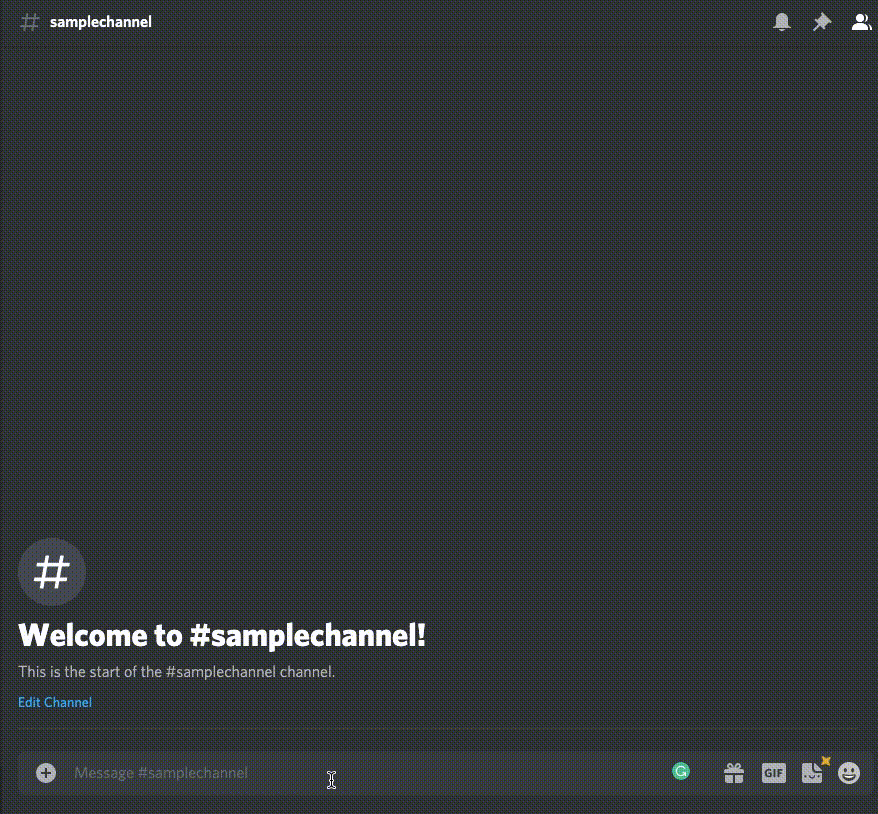 # samplechannel
#
Welcome to #samplechannel!
This is the start of the #samplechannel channel.
Edit Channel
Message #samplechannel
GIF